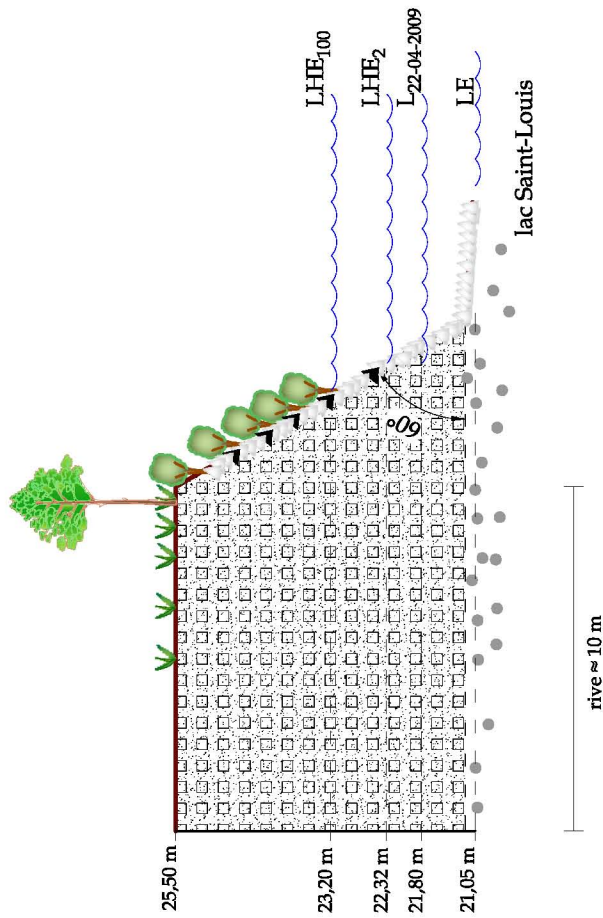 LHE100
LHE2
L22-04-2009
LE
lac Saint-Louis
60°
rive ≈ 10 m
25,50 m
23,20 m
22,32 m
21,80 m
21,05 m